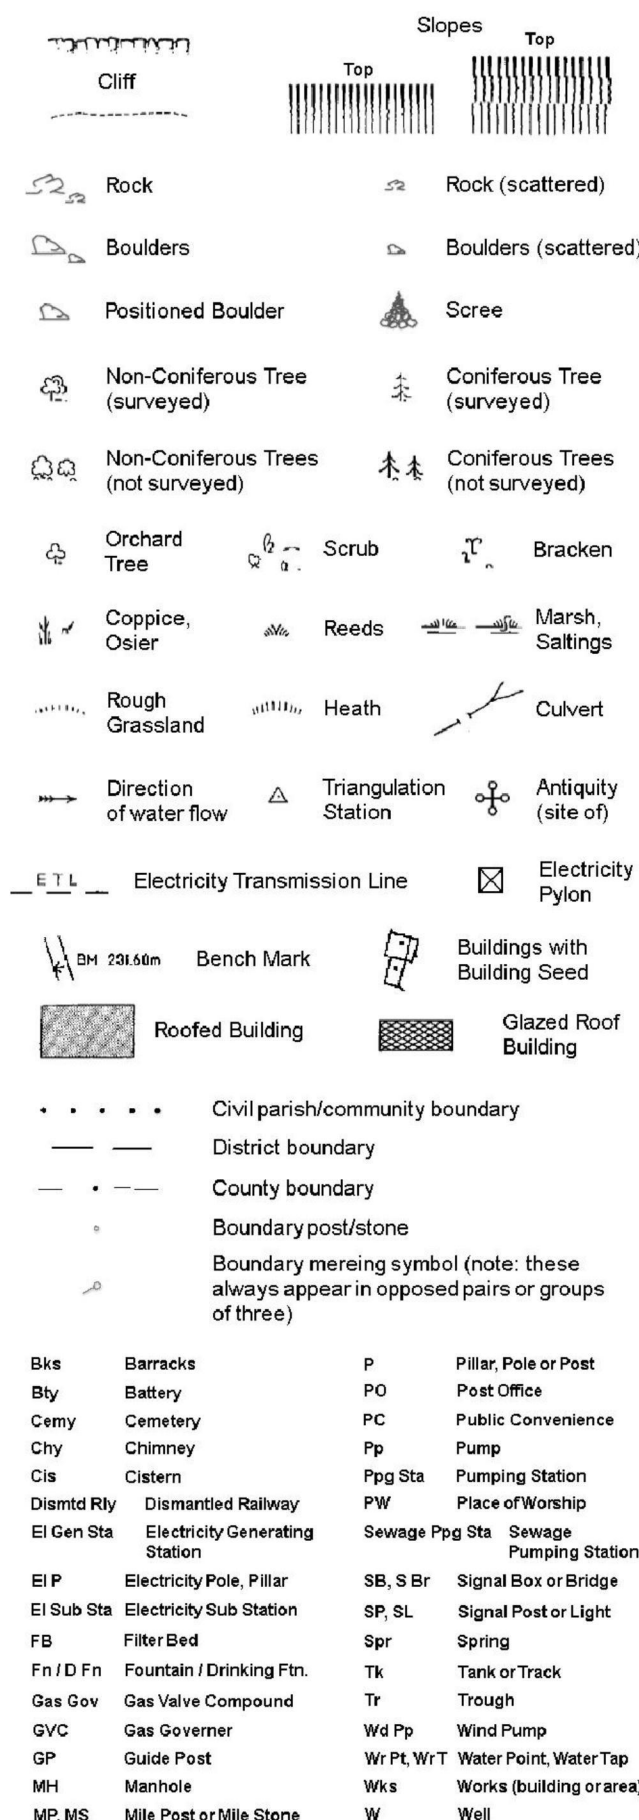 Slopes
Cliff
Top
Top
Rock
Rock (scattered)
Boulders
Boulders (scattered)
Positioned Boulder
Scree
Non-Coniferous Tree
(surveyed)
Coniferous Tree
(surveyed)
Non-Coniferous Trees
(not surveyed)
Coniferous Trees
(not surveyed)
Orchard
Tree
Scrub
Bracken
Coppice,
Osier
Reeds
Marsh,
Saltings
Rough
Grassland
Heath
Culvert
Direction
of water flow
Triangulation
Station
Antiquity
(site of)
E T L
Electricity Transmission Line
Electricity
Pylon
BM 231.60m
Bench Mark
Buildings with
Building Seed
Roofed Building
Glazed Roof
Building
Civil parish/community boundary
District boundary
County boundary
Boundary post/stone
Boundary mereing symbol (note: these
always appear in opposed pairs or groups
of three)
Bks Barracks
P Pillar, Pole or Post
Bty Battery
PO Post Office
Cemy Cemetery
PC Public Convenience
Chy Chimney
Pp Pump
Cis Cistern
Ppg Sta Pumping Station
Dismtd Rly Dismantled Railway
PW Place of Worship
El Gen Sta Electricity Generating
Station
Sewage Ppg Sta Sewage
Pumping Station
El P Electricity Pole, Pillar
SB, S Br Signal Box or Bridge
El Sub Sta Electricity Sub Station
SP, SL Signal Post or Light
FB Filter Bed
Spr Spring
Fn / D Fn Fountain / Drinking Ftn.
Tk Tank or Track
Gas Gov Gas Valve Compound
Tr Trough
GVC Gas Governer
Wd Pp Wind Pump
GP Guide Post
Wr Pt, Wr T Water Point, Water Tap
MH Manhole
Wks Works (building or area)
MP, MS Mile Post or Mile Stone
W Well